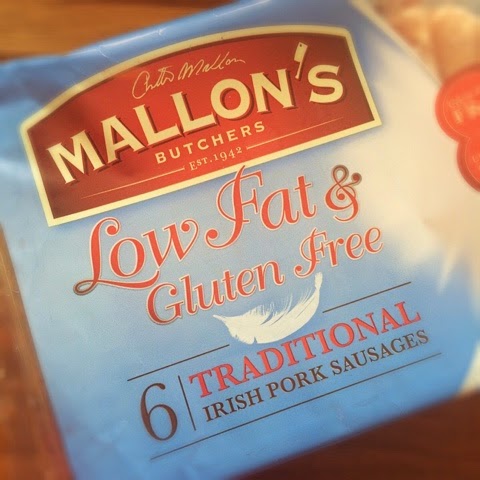 MALLON'S
BUTCHERS
EST. 1942
Low Fat &
Gluten Free
6 TRADITIONAL
IRISH PORK SAUSAGES